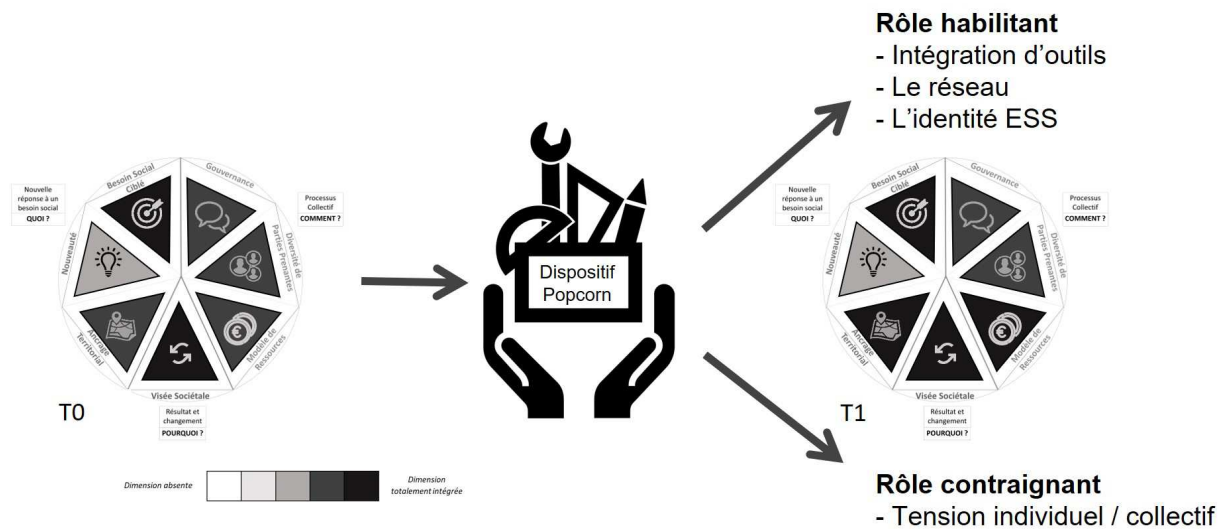 Rôle habilitant
- Intégration d'outils
- Le réseau
- L'identité ESS
Nouvelle
réponse à un
besoin social
QUOI ?
Besoin Social
Ciblé
Gouvernance
Processus
Collectif
COMMENT ?
Nouveauté
Diversité de
Parties Prenantes
Ancrage
Territorial
Modèle de
Ressources
Visée Sociétale
T0
Résultat et
changement
POURQUOI ?
Dispositif
Popcorn
Nouvelle
réponse à un
besoin social
QUOI ?
Besoin Social
Ciblé
Gouvernance
Processus
Collectif
COMMENT ?
Nouveauté
Diversité de
Parties Prenantes
Ancrage
Territorial
Modèle de
Ressources
Visée Sociétale
T1
Résultat et
changement
POURQUOI ?
Dimension absente
Dimension
totalement intégrée
Rôle contraignant
- Tension individuel / collectif